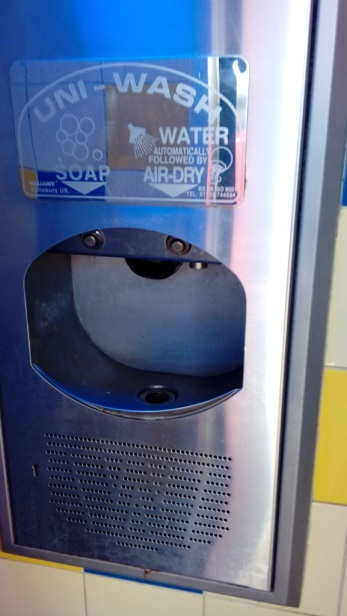 UNI-WASH
SOAP
WATER
AUTOMATICALLY
FOLLOWED BY
AIR-DRY